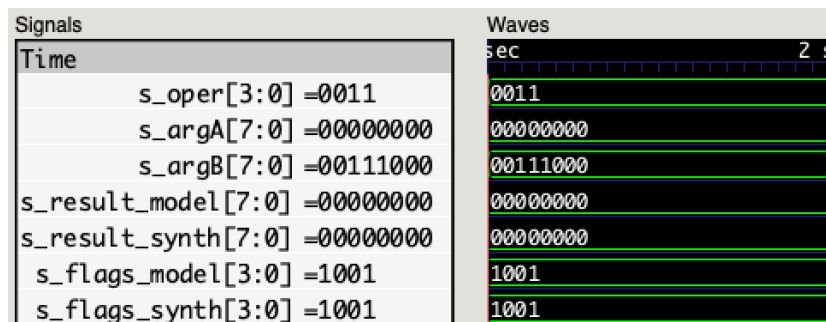 Signals
Time
s_oper[3:0] =0011
s_argA[7:0] =00000000
s_argB[7:0] =00111000
s_result_model[7:0] =00000000
s_result_synth[7:0] =00000000
s_flags_model[3:0] =1001
s_flags_synth[3:0] =1001
Waves
sec 2 s
0011
00000000
00111000
00000000
00000000
1001
1001